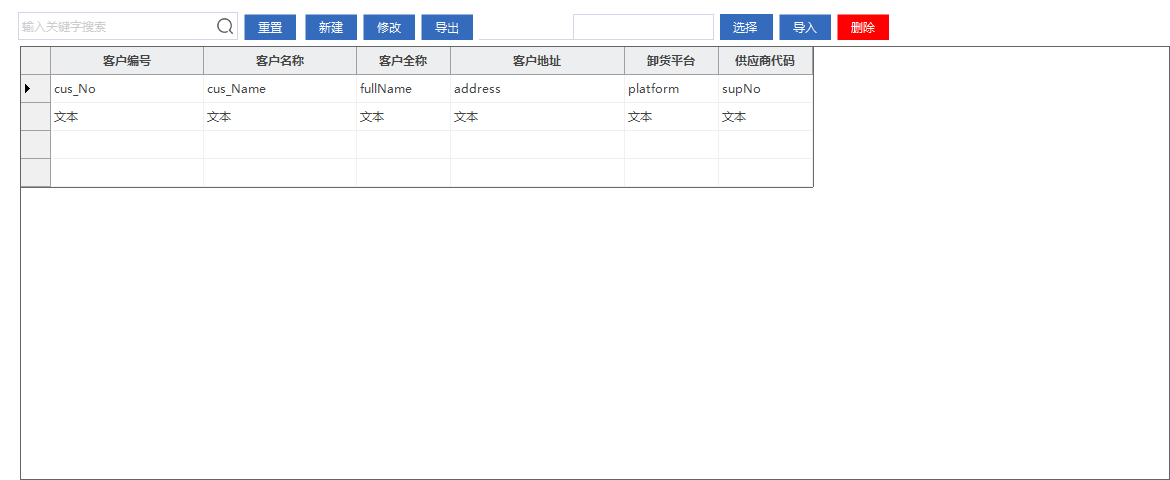 输入关键字搜索 重置 新建 修改 导出 选择 导入 删除
客户编号 客户名称 客户全称 客户地址 卸货平台 供应商代码
cus_No cus_Name fullName address platform supNo
文本 文本 文本 文本 文本 文本